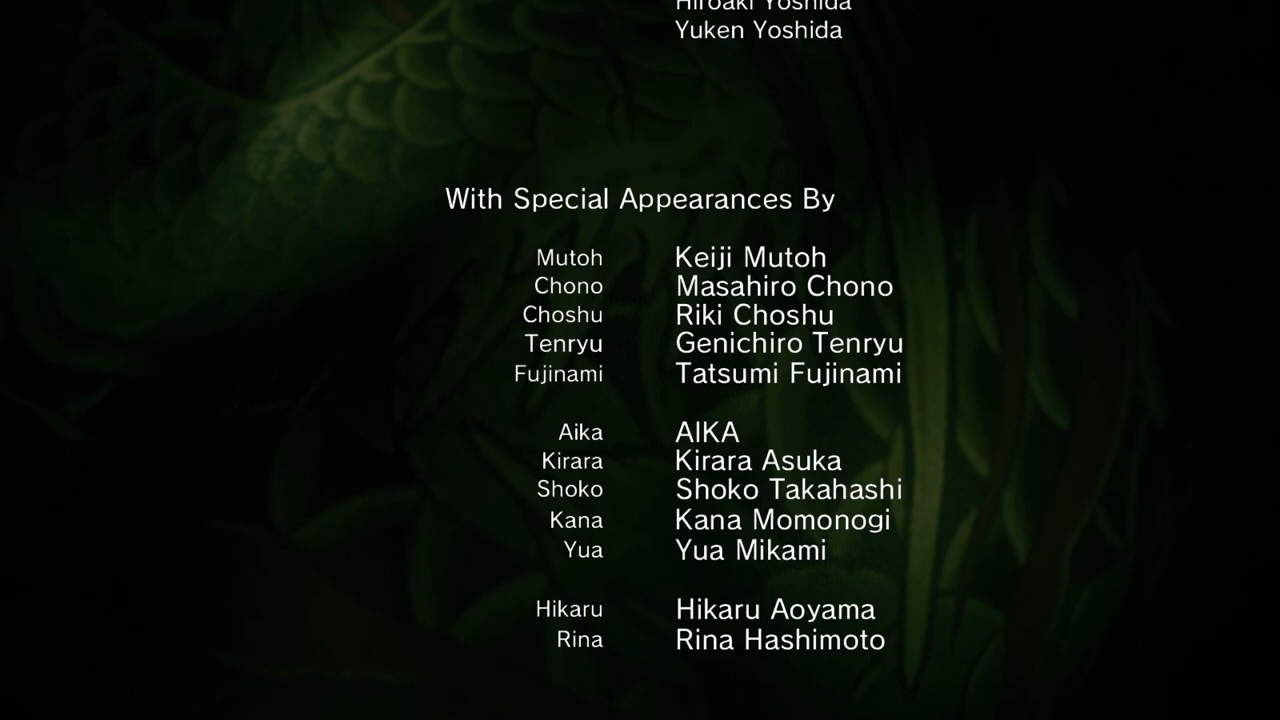 Hiroaki Yoshida
Yuken Yoshida
With Special Appearances By
Mutoh Keiji Mutoh
Chono Masahiro Chono
Choshu Riki Choshu
Tenryu Genichiro Tenryu
Fujinami Tatsumi Fujinami
Aika AIKA
Kirara Kirara Asuka
Shoko Shoko Takahashi
Kana Kana Momonogi
Yua Yua Mikami
Hikaru Hikaru Aoyama
Rina Rina Hashimoto